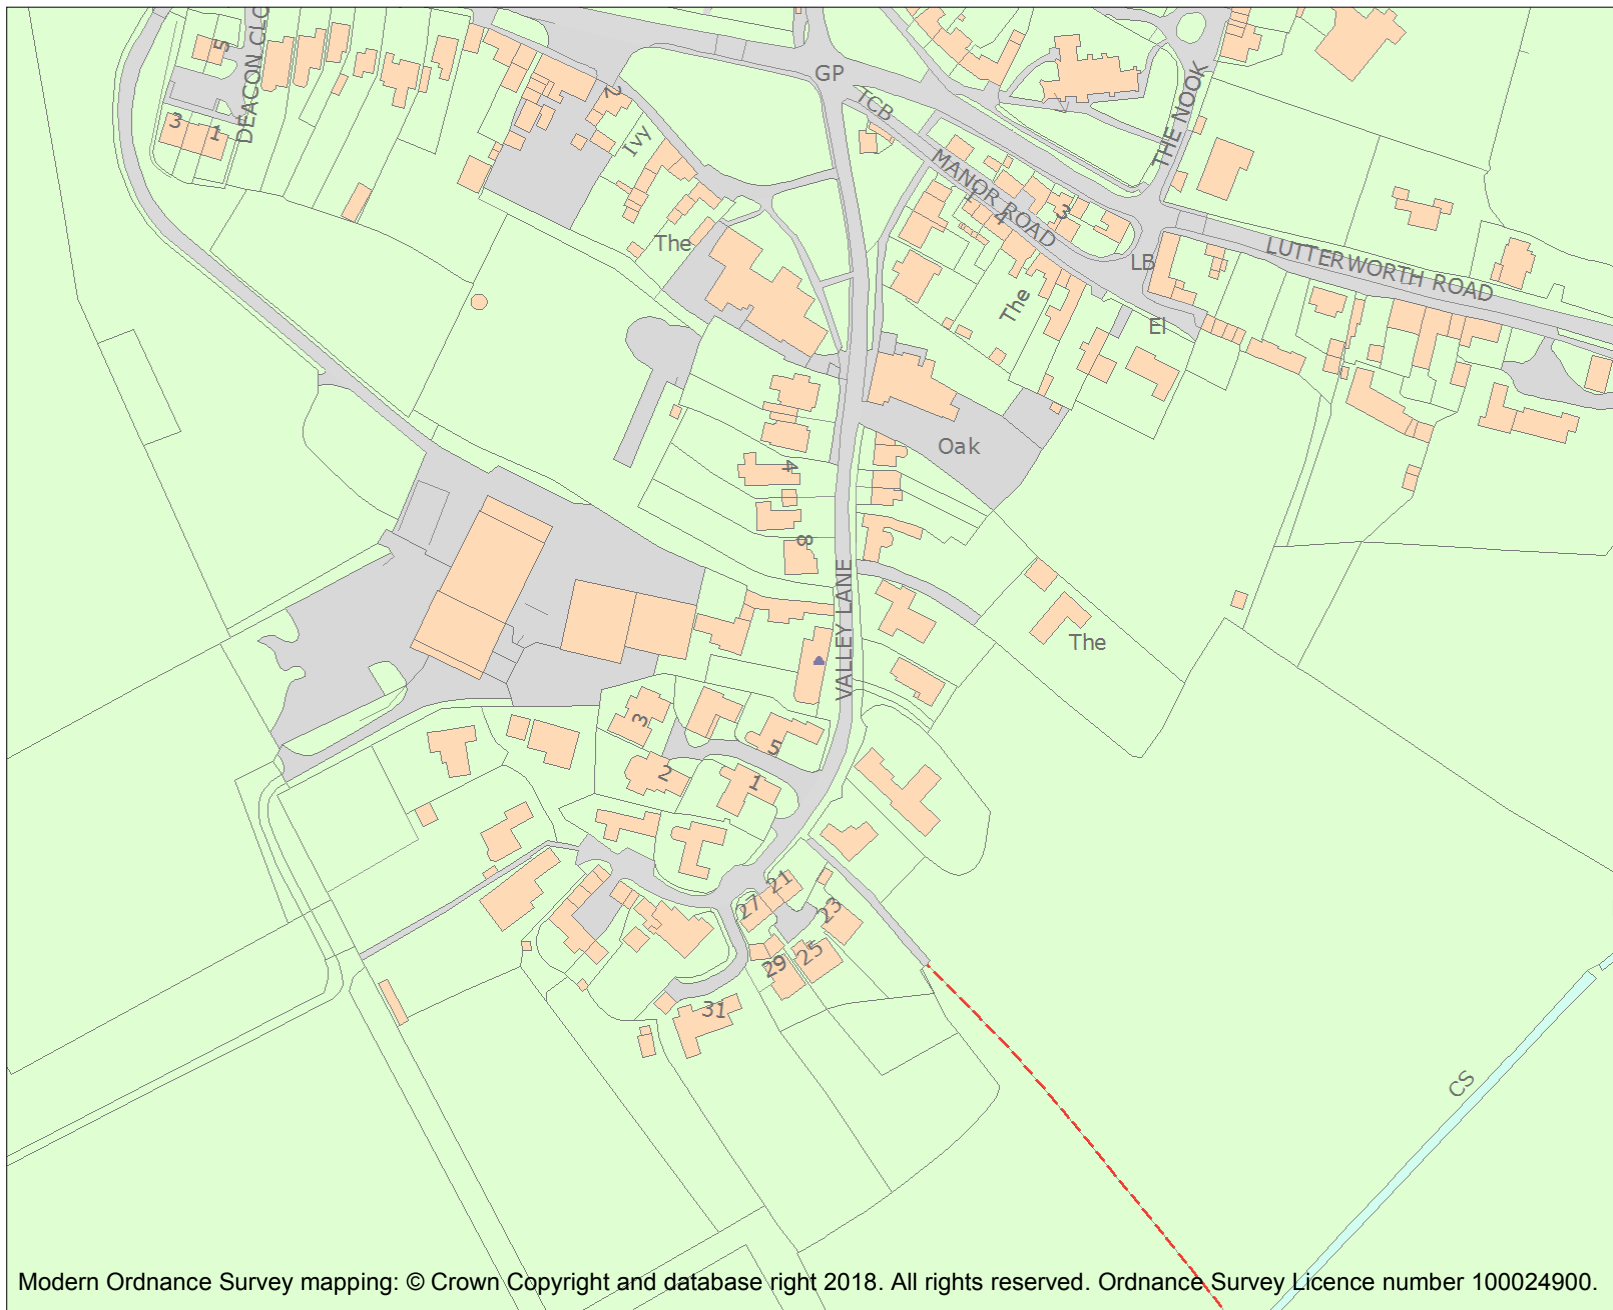 DEACON CLO
5
3
1
2
Ivy
GP
TCB
THE NOOK
MANOR ROAD
1
4
3
LB
LUTTERWORTH ROAD
The
The
El
Oak
4
8
VALLEY LANE
The
3
5
2
1
21
27
23
25
29
31
CS
Modern Ordnance Survey mapping: © Crown Copyright and database right 2018. All rights reserved. Ordnance Survey Licence number 100024900.